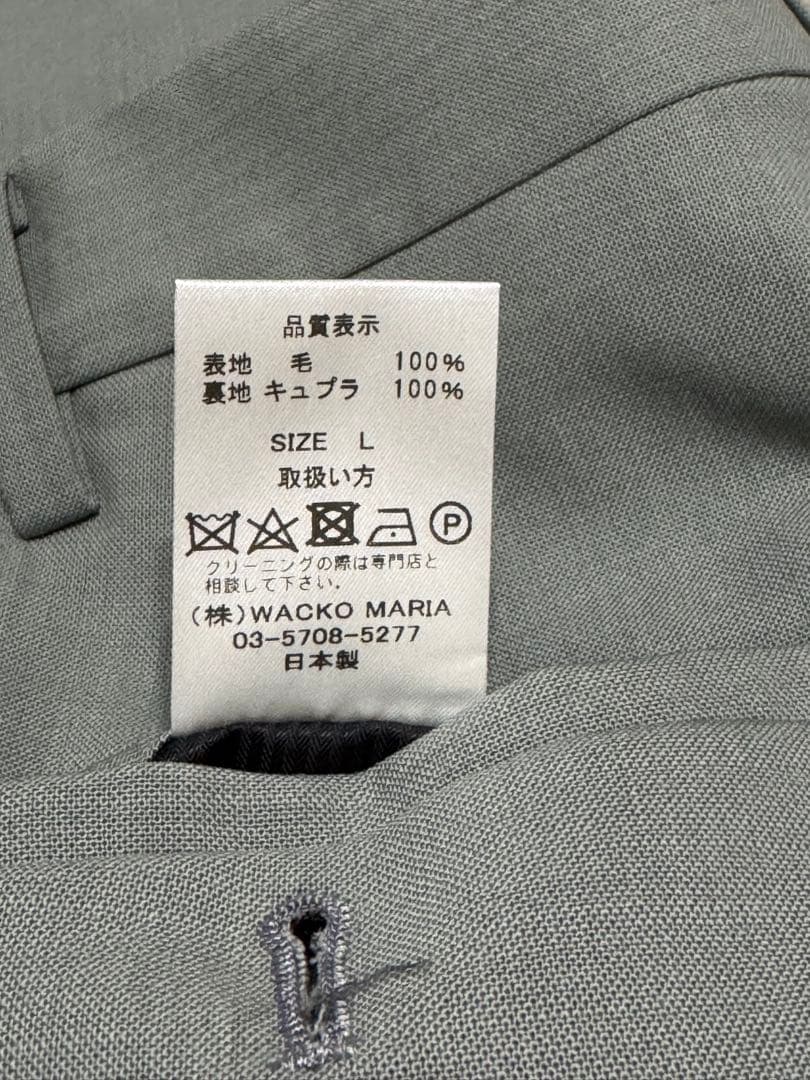 品質表示
表地 毛 100%
裏地 キュプラ 100%
SIZE L
取扱い方
P
クリーニングの際は専門店と
相談して下さい.
(株)WACKO MARIA
03-5708-5277
日本製